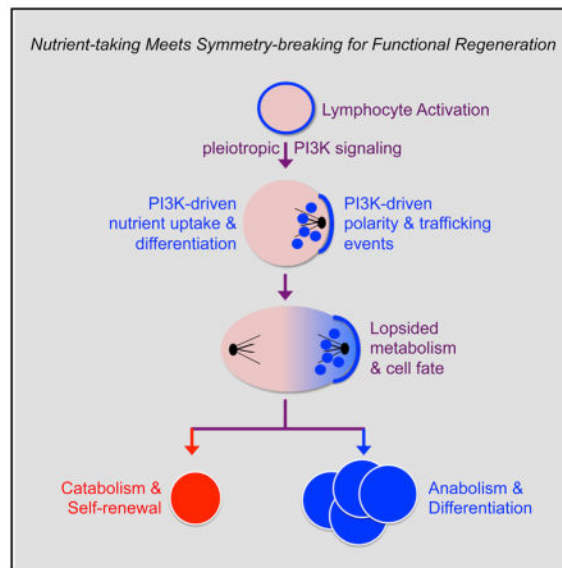 Nutrient-taking Meets Symmetry-breaking for Functional Regeneration
Lymphocyte Activation
pleiotropic PI3K signaling
PI3K-driven
nutrient uptake &
differentiation
PI3K-driven
polarity & trafficking
events
Lopsided
metabolism
& cell fate
Catabolism &
Self-renewal
Anabolism &
Differentiation